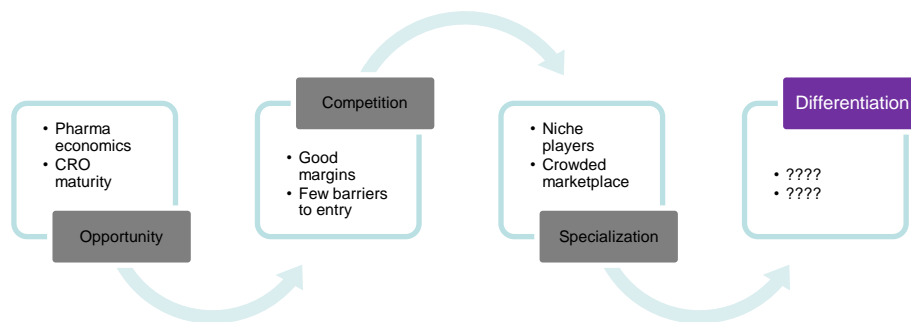 • Pharma
economics
• CRO
maturity
Opportunity
Competition
• Good
margins
• Few barriers
to entry
• Niche
players
• Crowded
marketplace
Specialization
Differentiation
• ????
• ????